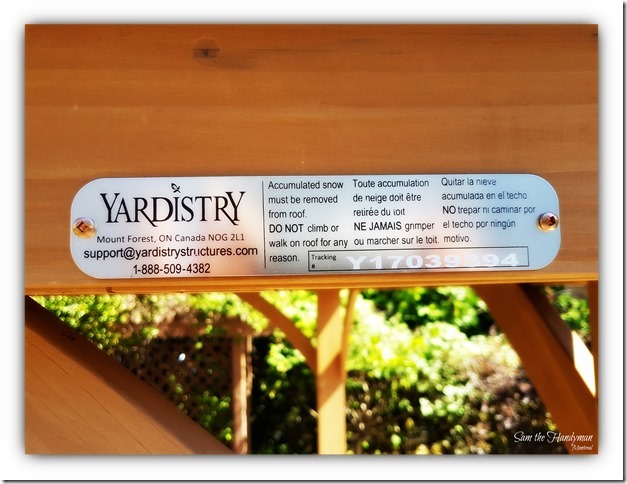 YARDISTRY
Mount Forest, ON Canada N0G 2L1
support@yardistrystructures.com
1-888-509-4382
Accumulated snow
must be removed
from roof.
DO NOT climb or
walk on roof for any
reason.
Toute accumulation
de neige doit être
retirée du toit
NE JAMAIS grimper
ou marcher sur le toit.
Quitar la nieve
acumulada en el techo
NO trepar ni caminar por
el techo por ningún
motivo.
Tracking
# Y17039394
Sam the Handyman
Montreal